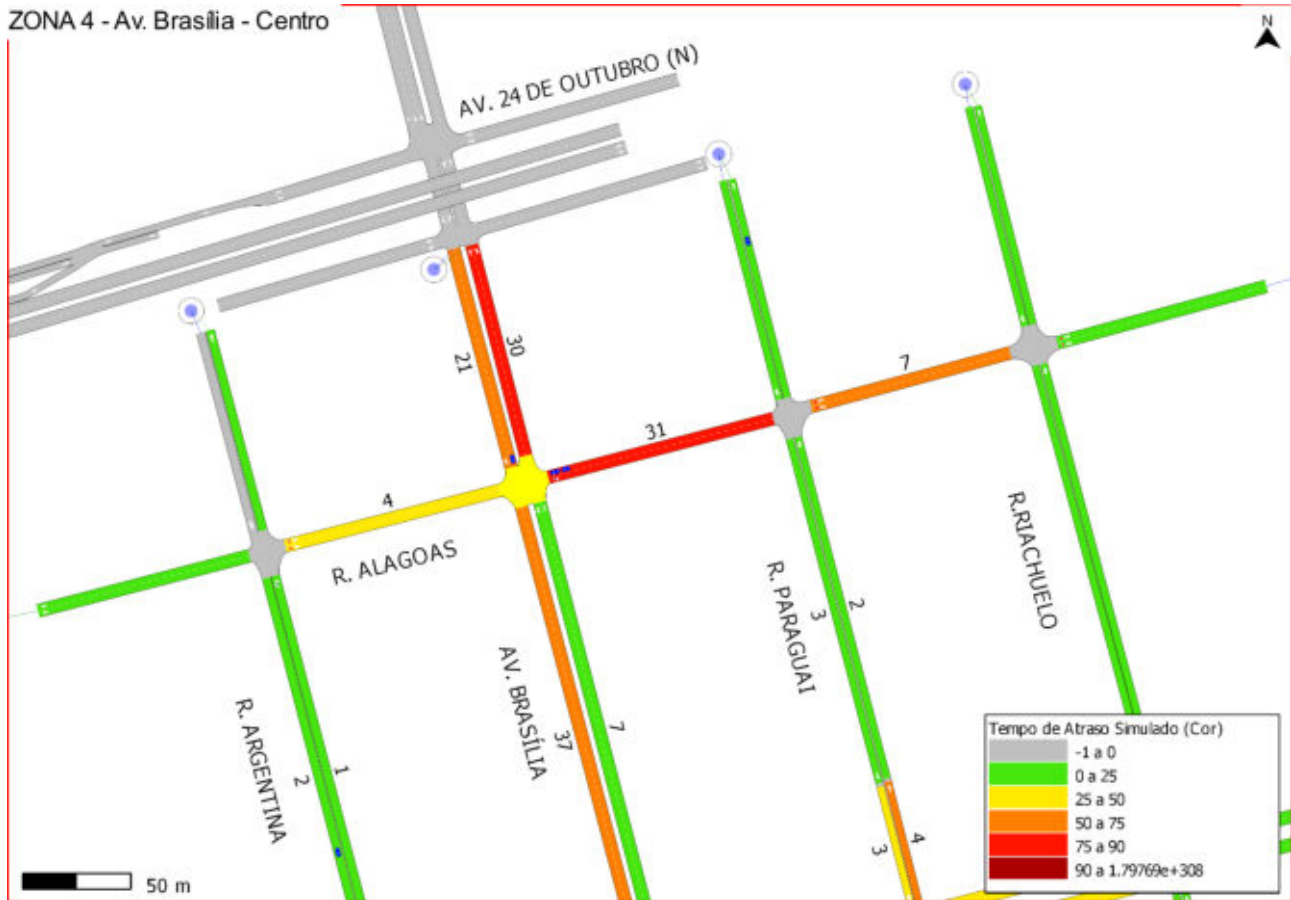 ZONA 4 - Av. Brasília - Centro
N
AV. 24 DE OUTUBRO (N)
21
30
7
31
4
R. ALAGOAS
R. ARGENTINA
2
1
AV. BRASÍLIA
37
7
R. PARAGUAI
3
2
R.RIACHUELO
3
4
50 m
Tempo de Atraso Simulado (Cor)
-1 a 0
0 a 25
25 a 50
50 a 75
75 a 90
90 a 1.79769e+308